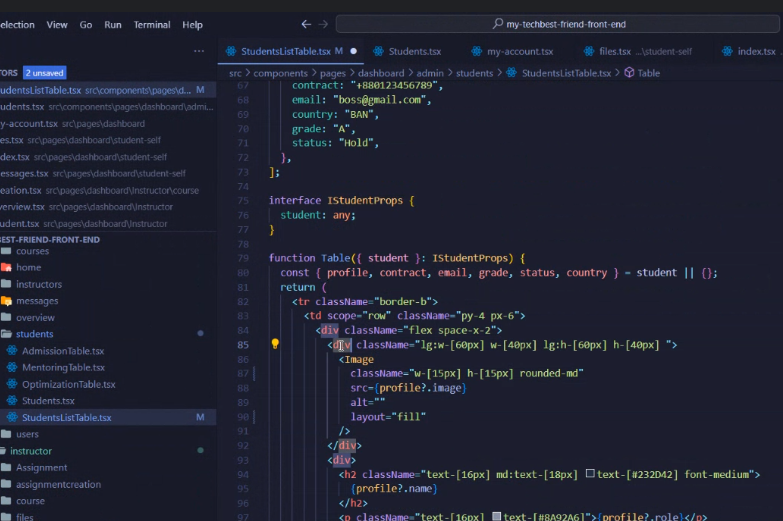 election View Go Run Terminal Help
my-techbest-friend-front-end
StudentsListTable.tsx M Students.tsx my-account.tsx files.tsx ...\student-self index.tsx
src > components > pages > dashboard > admin > students > StudentsListTable.tsx > Table
TORS 2 unsaved
udentsListTable.tsx src\components\pages\d... M
udents.tsx src\components\pages\dashboard\admi...
y-account.tsx src\pages\dashboard
es.tsx src\pages\dashboard\student-self
dex.tsx src\pages\dashboard\student-self
essages.tsx src\pages\dashboard\student-self
eation.tsx src\pages\dashboard\Instructor\course
verview.tsx src\pages\dashboard\Instructor
udent.tsx src\pages\dashboard\Instructor
BEST-FRIEND-FRONT-END
courses
home
instructors
messages
overview
students
AdmissionTable.tsx
MentoringTable.tsx
OptimizationTable.tsx
Students.tsx
StudentsListTable.tsx M
users
instructor
Assignment
assignmentcreation
course
files
67 contract: "+880123456789",
68 email: "boss@gmail.com",
69 country: "BAN",
70 grade: "A",
71 status: "Hold",
72 },
73 ];
74
75 interface IStudentProps {
76 student: any;
77 }
78
79 function Table({ student }: IStudentProps) {
80 const { profile, contract, email, grade, status, country } = student || {};
81 return (
82 <tr className="border-b">
83 <td scope="row" className="py-4 px-6">
84 <div className="flex space-x-2">
85 <div className="lg:w-[60px] w-[40px] lg:h-[60px] h-[40px] ">
86 <Image
87 className="w-[15px] h-[15px] rounded-md"
88 src={profile?.image}
89 alt=""
90 layout="fill"
91 />
92 </div>
93 <div>
94 <h2 className="text-[16px] md:text-[18px] text-[#232D42] font-medium">
95 {profile?.name}
96 </h2>
97 <p className="text-[16px] text-[#8A92A6]">{profile?.role}</p>